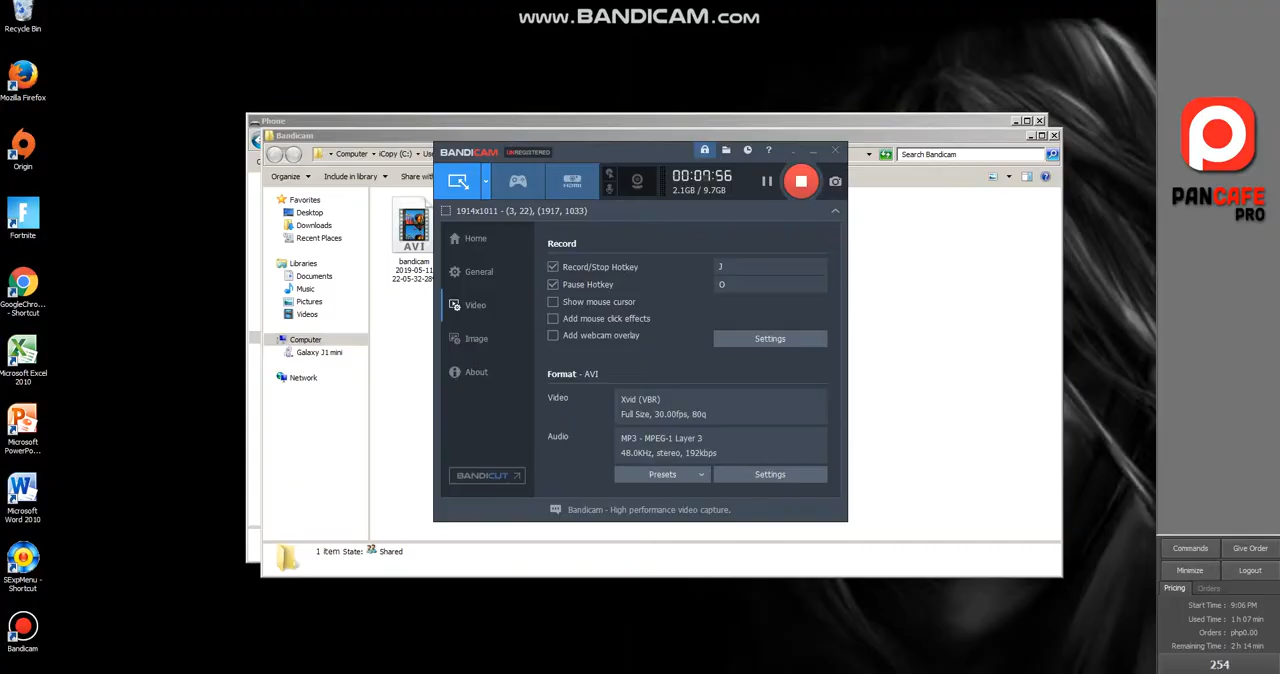 www.BANDICAM.com
Recycle Bin
Mozilla Firefox
Origin
Fortnite
GoogleChro...
- Shortcut
Microsoft Excel
2010
Microsoft
PowerPo...
Microsoft
Word 2010
SExpMenu -
Shortcut
Bandicam
Phone
Bandicam
Computer
iCopy (C:)
Search Bandicam
Organize
Include in library
Favorites
Desktop
Downloads
Recent Places
Libraries
Documents
Music
Pictures
Videos
Computer
Galaxy J1 mini
Network
AVI
bandicam
2019-05-11
1 item State: Shared
BANDICAM UNREGISTERED
HDMI
00:07:56
2.1GB / 9.7GB
1914x1011 - (3, 22), (1917, 1033)
Home
General
Video
Image
About
BANDICUT
Record
Record/Stop Hotkey J
Pause Hotkey O
Show mouse cursor
Add mouse click effects
Add webcam overlay
Settings
Format - AVI
Video
Xvid (VBR)
Full Size, 30.00fps, 80q
Audio
MP3 - MPEG-1 Layer 3
48.0KHz, stereo, 192kbps
Presets
Settings
Bandicam - High performance video capture.
PANCAFE
PRO
Commands Give Order
Minimize Logout
Pricing Orders
Start Time : 9:06 PM
Used Time : 1 h 07 min
Orders : php0.00
Remaining Time : 2 h 14 min
254